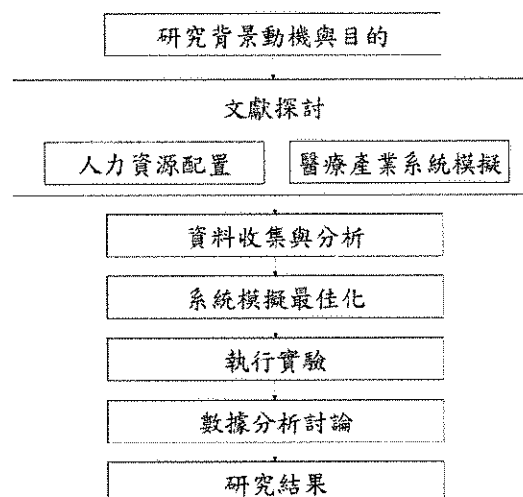 研究背景動機與目的
文獻探討
人力資源配置 醫療產業系統模擬
資料收集與分析
系統模擬最佳化
執行實驗
數據分析討論
研究結果